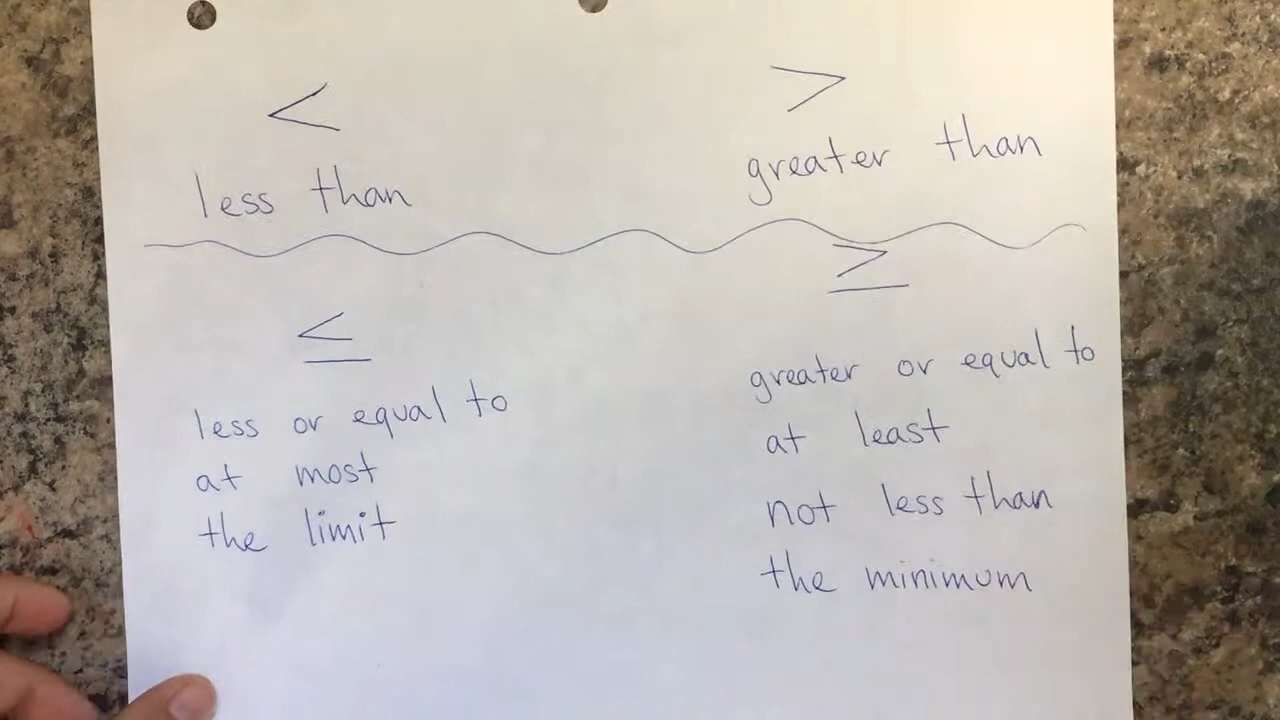 <
less than
>
greater than
≤
less or equal to
at most
the limit
≥
greater or equal to
at least
not less than
the minimum